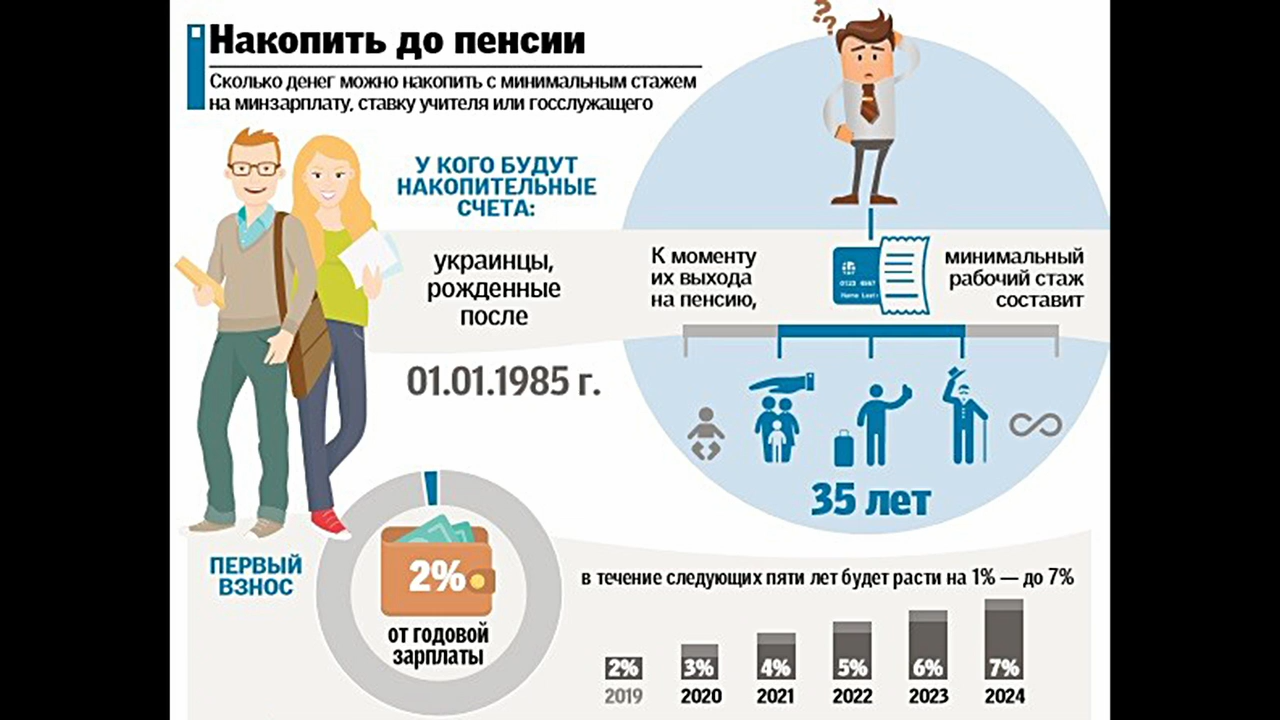 Накопить до пенсии
Сколько денег можно накопить с минимальным стажем
на минзарплату, ставку учителя или госслужащего
??
У КОГО БУДУТ
НАКОПИТЕЛЬНЫЕ
СЧЕТА:
украинцы,
рожденные
после
01.01.1985 г.
К моменту
их выхода
на пенсию,
минимальный
рабочий стаж
составит
35 лет
ПЕРВЫЙ
ВЗНОС
2%
от годовой
зарплаты
в течение следующих пяти лет будет расти на 1% — до 7%
2% 3% 4% 5% 6% 7%
2019 2020 2021 2022 2023 2024